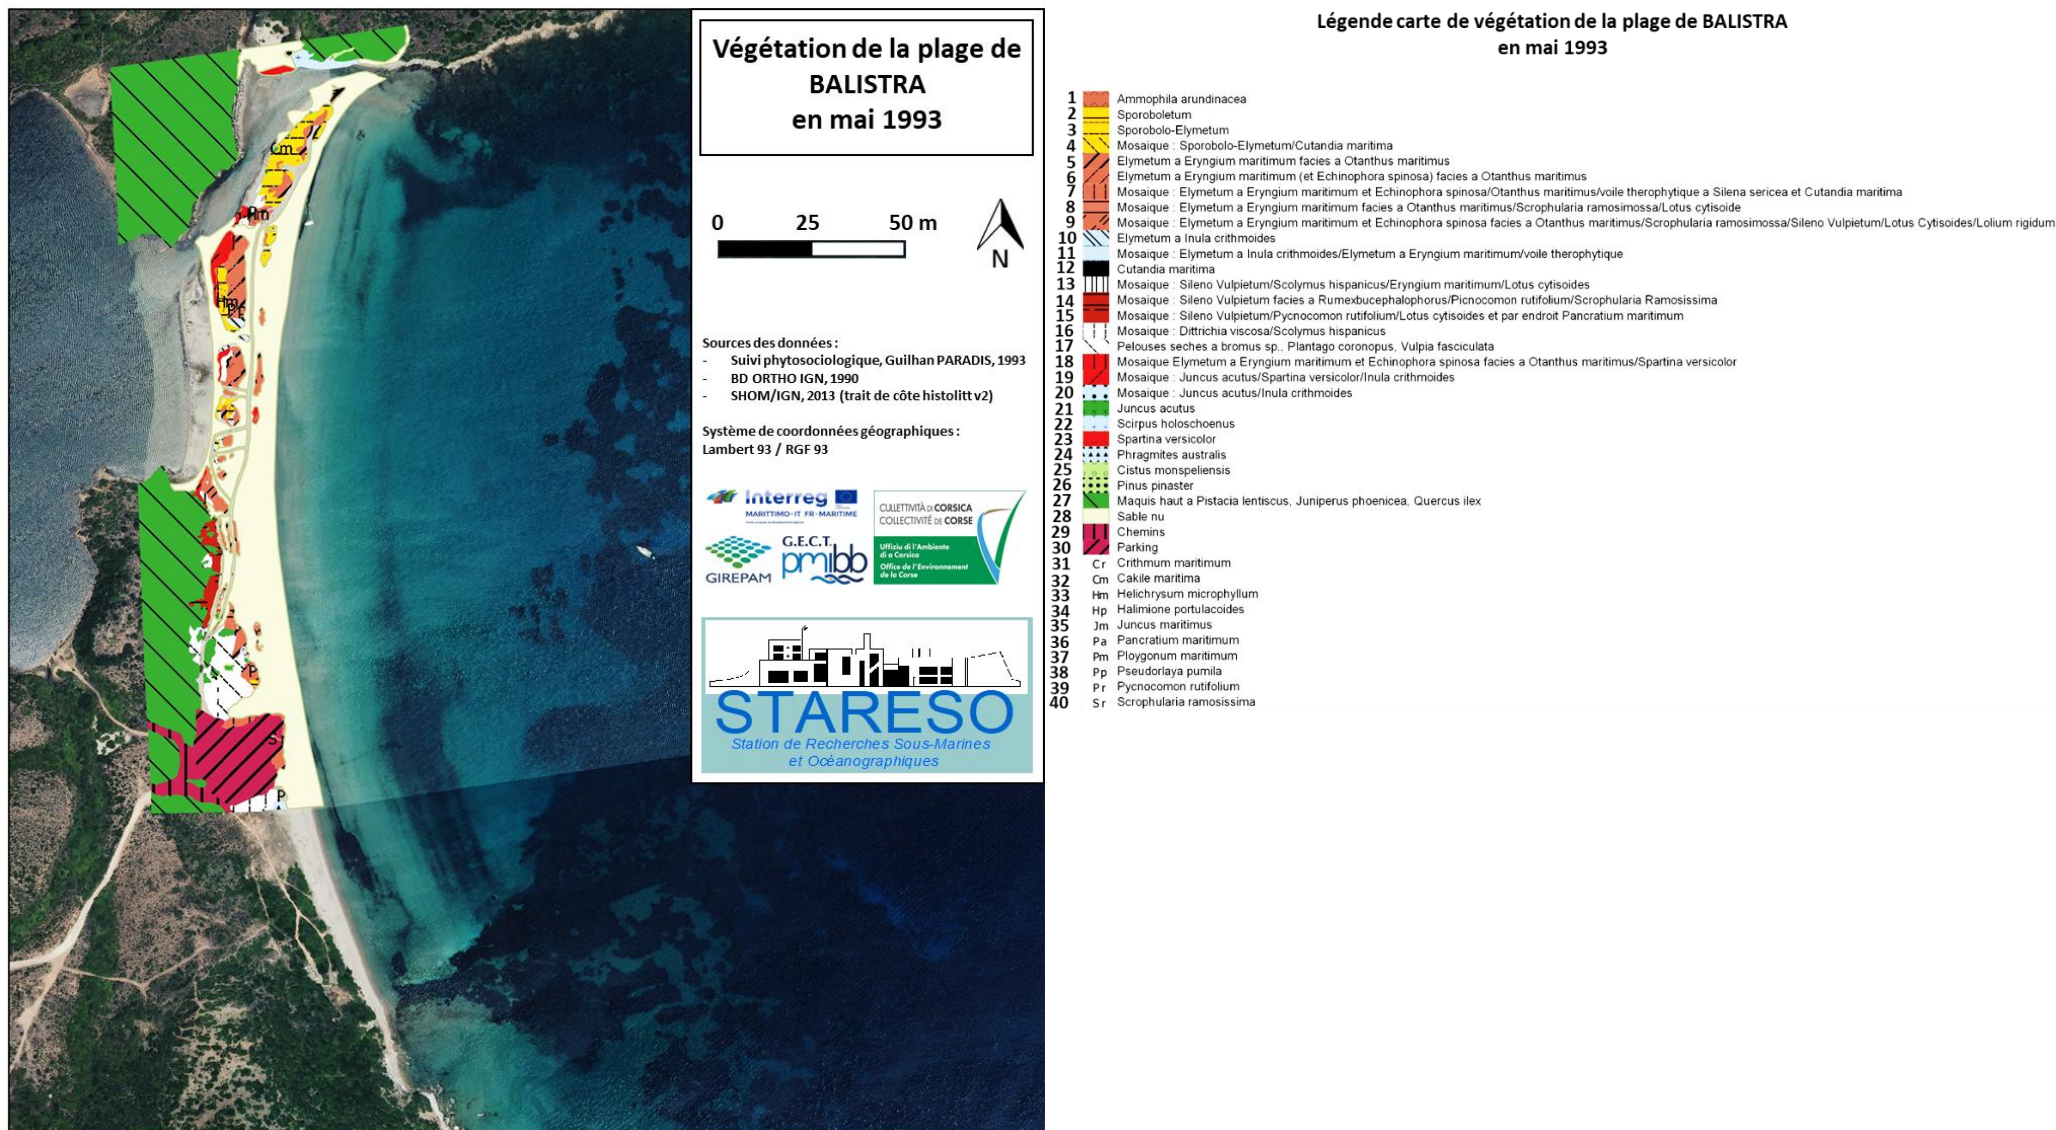 Végétation de la plage de
BALISTRA
en mai 1993
0 25 50 m
N
Sources des données :
- Suivi phytosociologique, Guilhan PARADIS, 1993
- BD ORTHO IGN, 1990
- SHOM/IGN, 2013 (trait de côte histolitt v2)
Système de coordonnées géographiques :
Lambert 93 / RGF 93
Interreg
MARITTIMO-IT FR-MARITIME
CULLETTIVITÀ DI CORSICA
COLLECTIVITÉ DE CORSE
Uffiziu di l'Ambiente
di a Corsica
Office de l'Environnement
de la Corse
GIREPAM
G.E.C.T.
pmibb
STARESO
Station de Recherches Sous-Marines
et Océanographiques
Cm
Hm
Sr
P
Légende carte de végétation de la plage de BALISTRA
en mai 1993
1 Ammophila arundinacea
2 Sporoboletum
3 Sporobolo-Elymetum
4 Mosaique : Sporobolo-Elymetum/Cutandia maritima
5 Elymetum a Eryngium maritimum facies a Otanthus maritimus
6 Elymetum a Eryngium maritimum (et Echinophora spinosa) facies a Otanthus maritimus
7 Mosaique : Elymetum a Eryngium maritimum et Echinophora spinosa/Otanthus maritimus/voile therophytique a Silena sericea et Cutandia maritima
8 Mosaique : Elymetum a Eryngium maritimum facies a Otanthus maritimus/Scrophularia ramosimossa/Lotus cytisoide
9 Mosaique : Elymetum a Eryngium maritimum et Echinophora spinosa facies a Otanthus maritimus/Scrophularia ramosimossa/Sileno Vulpietum/Lotus Cytisoides/Lolium rigidum
10 Elymetum a Inula crithmoides
11 Mosaique : Elymetum a Inula crithmoides/Elymetum a Eryngium maritimum/voile therophytique
12 Cutandia maritima
13 Mosaique : Sileno Vulpietum/Scolymus hispanicus/Eryngium maritimum/Lotus cytisoides
14 Mosaique : Sileno Vulpietum facies a Rumexbucephalophorus/Picnocomon rutifolium/Scrophularia Ramosissima
15 Mosaique : Sileno Vulpietum/Pycnocomon rutifolium/Lotus cytisoides et par endroit Pancratium maritimum
16 Mosaique : Dittrichia viscosa/Scolymus hispanicus
17 Pelouses seches a bromus sp., Plantago coronopus, Vulpia fasciculata
18 Mosaique Elymetum a Eryngium maritimum et Echinophora spinosa facies a Otanthus maritimus/Spartina versicolor
19 Mosaique : Juncus acutus/Spartina versicolor/Inula crithmoides
20 Mosaique : Juncus acutus/Inula crithmoides
21 Juncus acutus
22 Scirpus holoschoenus
23 Spartina versicolor
24 Phragmites australis
25 Cistus monspeliensis
26 Pinus pinaster
27 Maquis haut a Pistacia lentiscus, Juniperus phoenicea, Quercus ilex
28 Sable nu
29 Chemins
30 Parking
31 Cr Crithmum maritimum
32 Cm Cakile maritima
33 Hm Helichrysum microphyllum
34 Hp Halimione portulacoides
35 Jm Juncus maritimus
36 Pa Pancratium maritimum
37 Pm Ploygonum maritimum
38 Pp Pseudorlaya pumila
39 Pr Pycnocomon rutifolium
40 Sr Scrophularia ramosissima